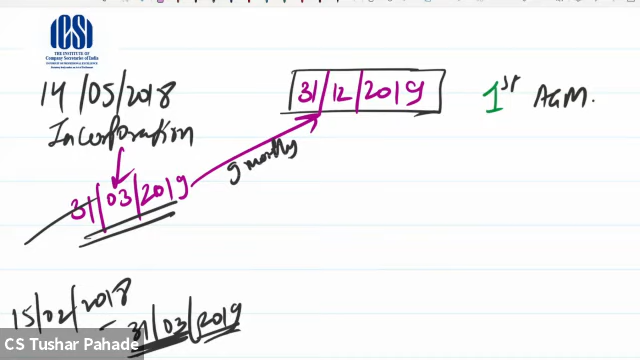 ICSI
THE INSTITUTE OF
Company Secretaries of India
14/05/2018
Incorporation
31/12/2019
1st AGM.
9 months
31/03/2019
15/02/2018
- 31/03/2019
CS Tushar Pahade